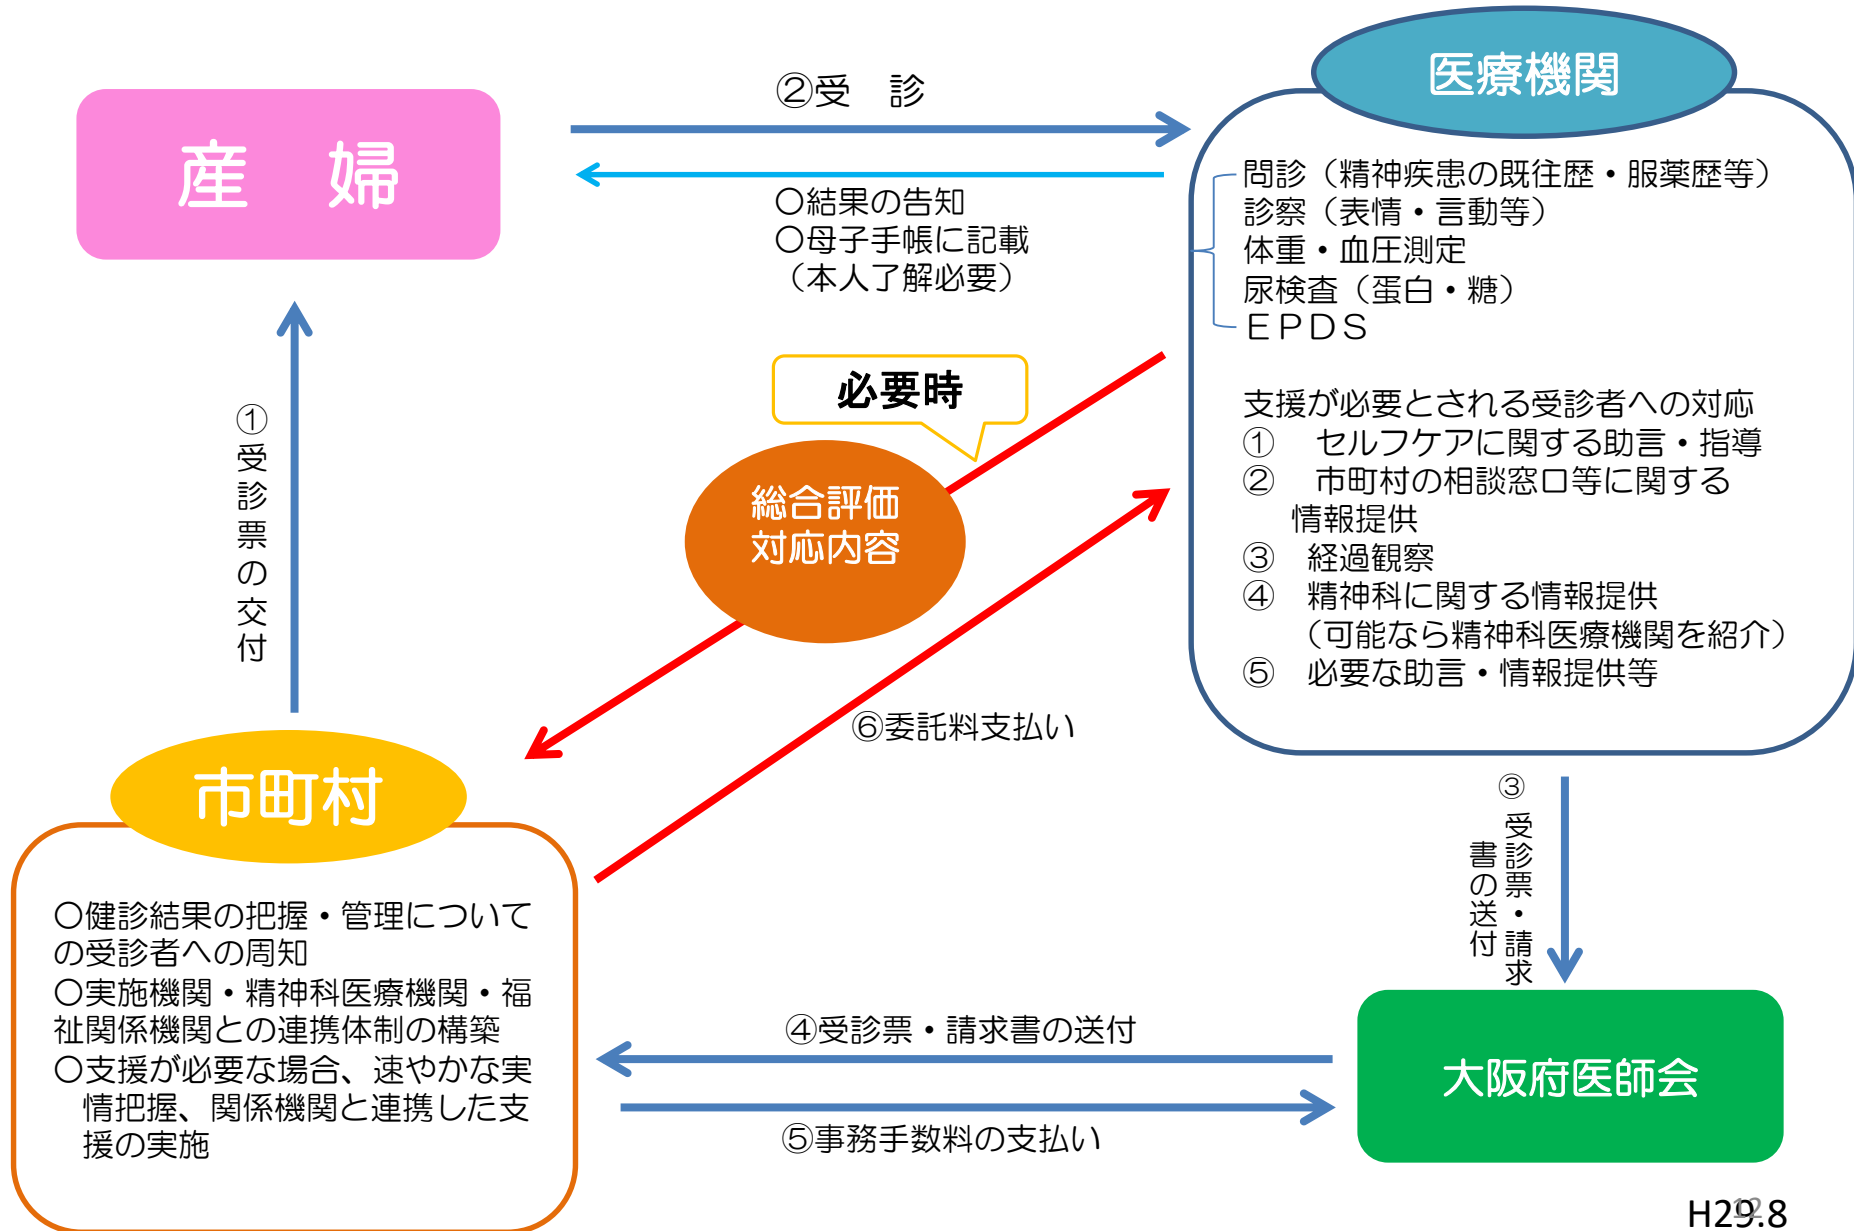 産　婦
②受　診
〇結果の告知
〇母子手帳に記載
（本人了解必要）
医療機関
問診（精神疾患の既往歴・服薬歴等）
診察（表情・言動等）
体重・血圧測定
尿検査（蛋白・糖）
ＥＰＤＳ
支援が必要とされる受診者への対応
①　セルフケアに関する助言・指導
②　市町村の相談窓口等に関する
情報提供
③　経過観察
④　精神科に関する情報提供
（可能なら精神科医療機関を紹介）
⑤　必要な助言・情報提供等
①受診票の交付
必要時
総合評価
対応内容
⑥委託料支払い
市町村
〇健診結果の把握・管理について
の受診者への周知
〇実施機関・精神科医療機関・福
祉関係機関との連携体制の構築
〇支援が必要な場合、速やかな実
情把握、関係機関と連携した支
援の実施
③受診票・請求
書の送付
④受診票・請求書の送付
⑤事務手数料の支払い
大阪府医師会
H29.8
12